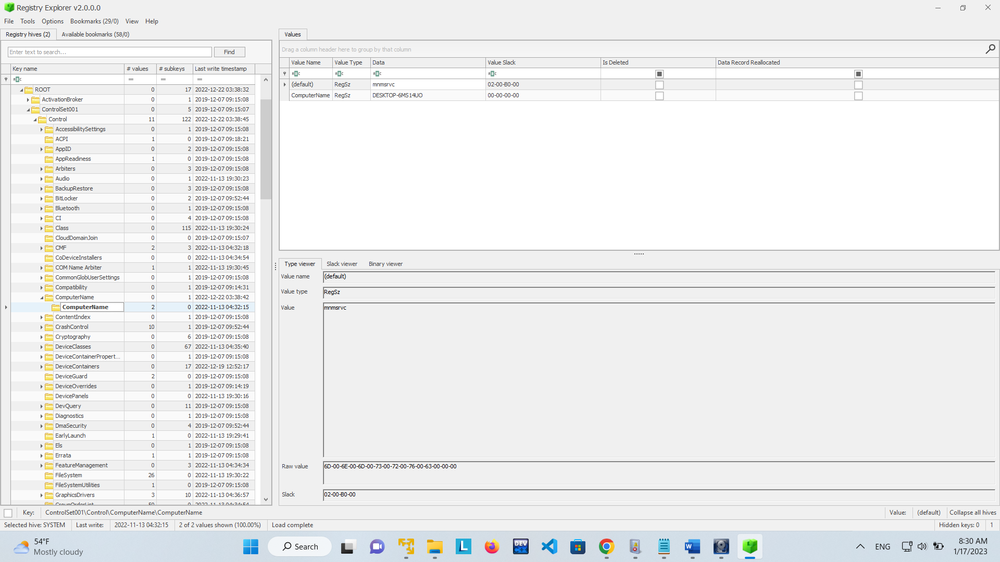 Registry Explorer v2.0.0.0
File Tools Options Bookmarks (29/0) View Help
Registry hives (2) Available bookmarks (58/0)
Enter text to search... Find
Key name # values # subkeys Last write timestamp
ROOT 0 17 2022-12-22 03:38:32
ActivationBroker 0 1 2019-12-07 09:15:08
ControlSet001 0 5 2019-12-07 09:15:07
Control 11 122 2022-12-22 03:38:45
AccessibilitySettings 0 1 2019-12-07 09:15:08
ACPI 1 0 2019-12-07 09:18:21
AppID 0 2 2019-12-07 09:15:08
AppReadiness 1 0 2019-12-07 09:15:08
Arbiters 0 3 2019-12-07 09:15:08
Audio 0 1 2022-11-13 19:30:23
BackupRestore 0 3 2019-12-07 09:15:08
BitLocker 0 2 2019-12-07 09:52:44
Bluetooth 0 1 2019-12-07 09:15:08
CI 0 4 2019-12-07 09:15:08
Class 0 115 2022-11-13 19:30:24
CloudDomainJoin 0 0 2019-12-07 09:15:07
CMF 2 3 2022-11-13 04:32:18
CoDeviceInstallers 0 0 2022-11-13 04:34:54
COM Name Arbiter 1 1 2022-11-13 19:30:45
CommonGlobUserSettings 0 1 2019-12-07 09:15:08
Compatibility 0 1 2019-12-07 09:14:31
ComputerName 0 1 2022-12-22 03:38:42
ComputerName 2 0 2022-11-13 04:32:15
ContentIndex 0 1 2019-12-07 09:15:08
CrashControl 10 1 2019-12-07 09:52:44
Cryptography 0 6 2019-12-07 09:15:08
DeviceClasses 0 67 2022-11-13 04:35:40
DeviceContainerPropert... 0 1 2019-12-07 09:15:08
DeviceContainers 0 17 2022-12-19 12:52:17
DeviceGuard 2 0 2019-12-07 09:15:08
DeviceOverrides 0 1 2019-12-07 09:14:19
DevicePanels 0 0 2022-11-13 19:30:16
DevQuery 0 11 2019-12-07 09:15:08
Diagnostics 0 1 2019-12-07 09:15:08
DmaSecurity 0 4 2019-12-07 09:52:44
EarlyLaunch 1 0 2022-11-13 19:29:41
Els 0 1 2019-12-07 09:15:08
Errata 1 1 2019-12-07 09:15:08
FeatureManagement 0 3 2022-11-13 04:34:34
FileSystem 26 0 2022-11-13 19:30:22
FileSystemUtilities 1 0 2019-12-07 09:15:08
GraphicsDrivers 3 10 2022-11-13 04:36:57
GroupOrderList 50 0 2022-11-13 04:34:54
Values
Drag a column header here to group by that column
Value Name Value Type Data Value Slack Is Deleted Data Record Reallocated
(default) RegSz mnmsrvc 02-00-B0-00
ComputerName RegSz DESKTOP-6MS14UO 00-00-00-00
Type viewer Slack viewer Binary viewer
Value name (default)
Value type RegSz
Value mnmsrvc
Raw value 6D-00-6E-00-6D-00-73-00-72-00-76-00-63-00-00-00
Slack 02-00-B0-00
Key: ControlSet001\Control\ComputerName\ComputerName Value: (default) Collapse all hives
Selected hive: SYSTEM Last write: 2022-11-13 04:32:15 2 of 2 values shown (100.00%) Load complete Hidden keys: 0 1
54°F
Mostly cloudy
Search
L
DEV
C++
W
ENG
8:30 AM
1/17/2023